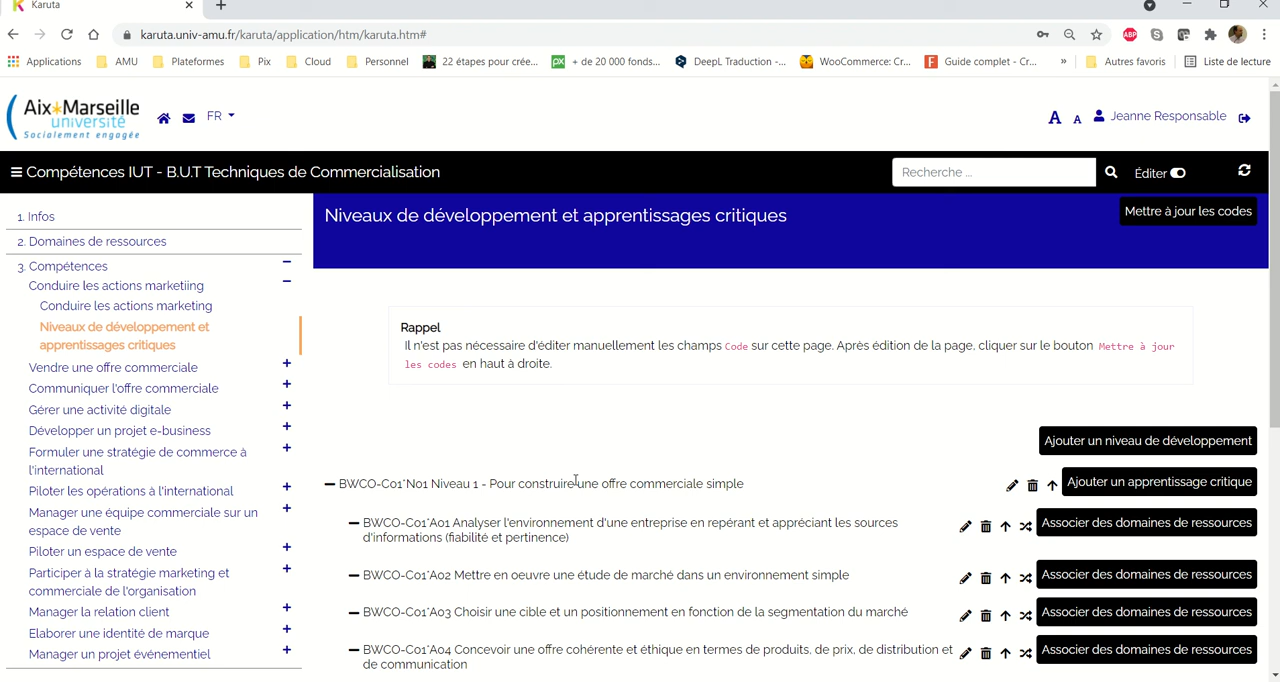 Karuta
karuta.univ-amu.fr/karuta/application/htm/karuta.htm#
ABP
Applications AMU Plateformes Pix Cloud Personnel 22 étapes pour crée... + de 20 000 fonds... DeepL Traduction -... WooCommerce: Cr... Guide complet - Cr... » Autres favoris Liste de lecture
Aix*Marseille
université
Socialement engagée
FR
A A Jeanne Responsable
Compétences IUT - B.U.T Techniques de Commercialisation
Recherche ...
Éditer
1. Infos
2. Domaines de ressources
3. Compétences
Conduire les actions marketiing
Conduire les actions marketing
Niveaux de développement et
apprentissages critiques
Vendre une offre commerciale
Communiquer l'offre commerciale
Gérer une activité digitale
Développer un projet e-business
Formuler une stratégie de commerce à
l'international
Piloter les opérations à l'international
Manager une équipe commerciale sur un
espace de vente
Piloter un espace de vente
Participer à la stratégie marketing et
commerciale de l'organisation
Manager la relation client
Elaborer une identité de marque
Manager un projet événementiel
Niveaux de développement et apprentissages critiques
Mettre à jour les codes
Rappel
Il n'est pas nécessaire d'éditer manuellement les champs Code sur cette page. Après édition de la page, cliquer sur le bouton Mettre à jour
les codes en haut à droite.
Ajouter un niveau de développement
BWCO-C01*N01 Niveau 1 - Pour construire une offre commerciale simple
Ajouter un apprentissage critique
BWCO-C01*A01 Analyser l'environnement d'une entreprise en repérant et appréciant les sources
d'informations (fiabilité et pertinence)
Associer des domaines de ressources
BWCO-C01*A02 Mettre en oeuvre une étude de marché dans un environnement simple
Associer des domaines de ressources
BWCO-C01*A03 Choisir une cible et un positionnement en fonction de la segmentation du marché
Associer des domaines de ressources
BWCO-C01*A04 Concevoir une offre cohérente et éthique en termes de produits, de prix, de distribution et
de communication
Associer des domaines de ressources